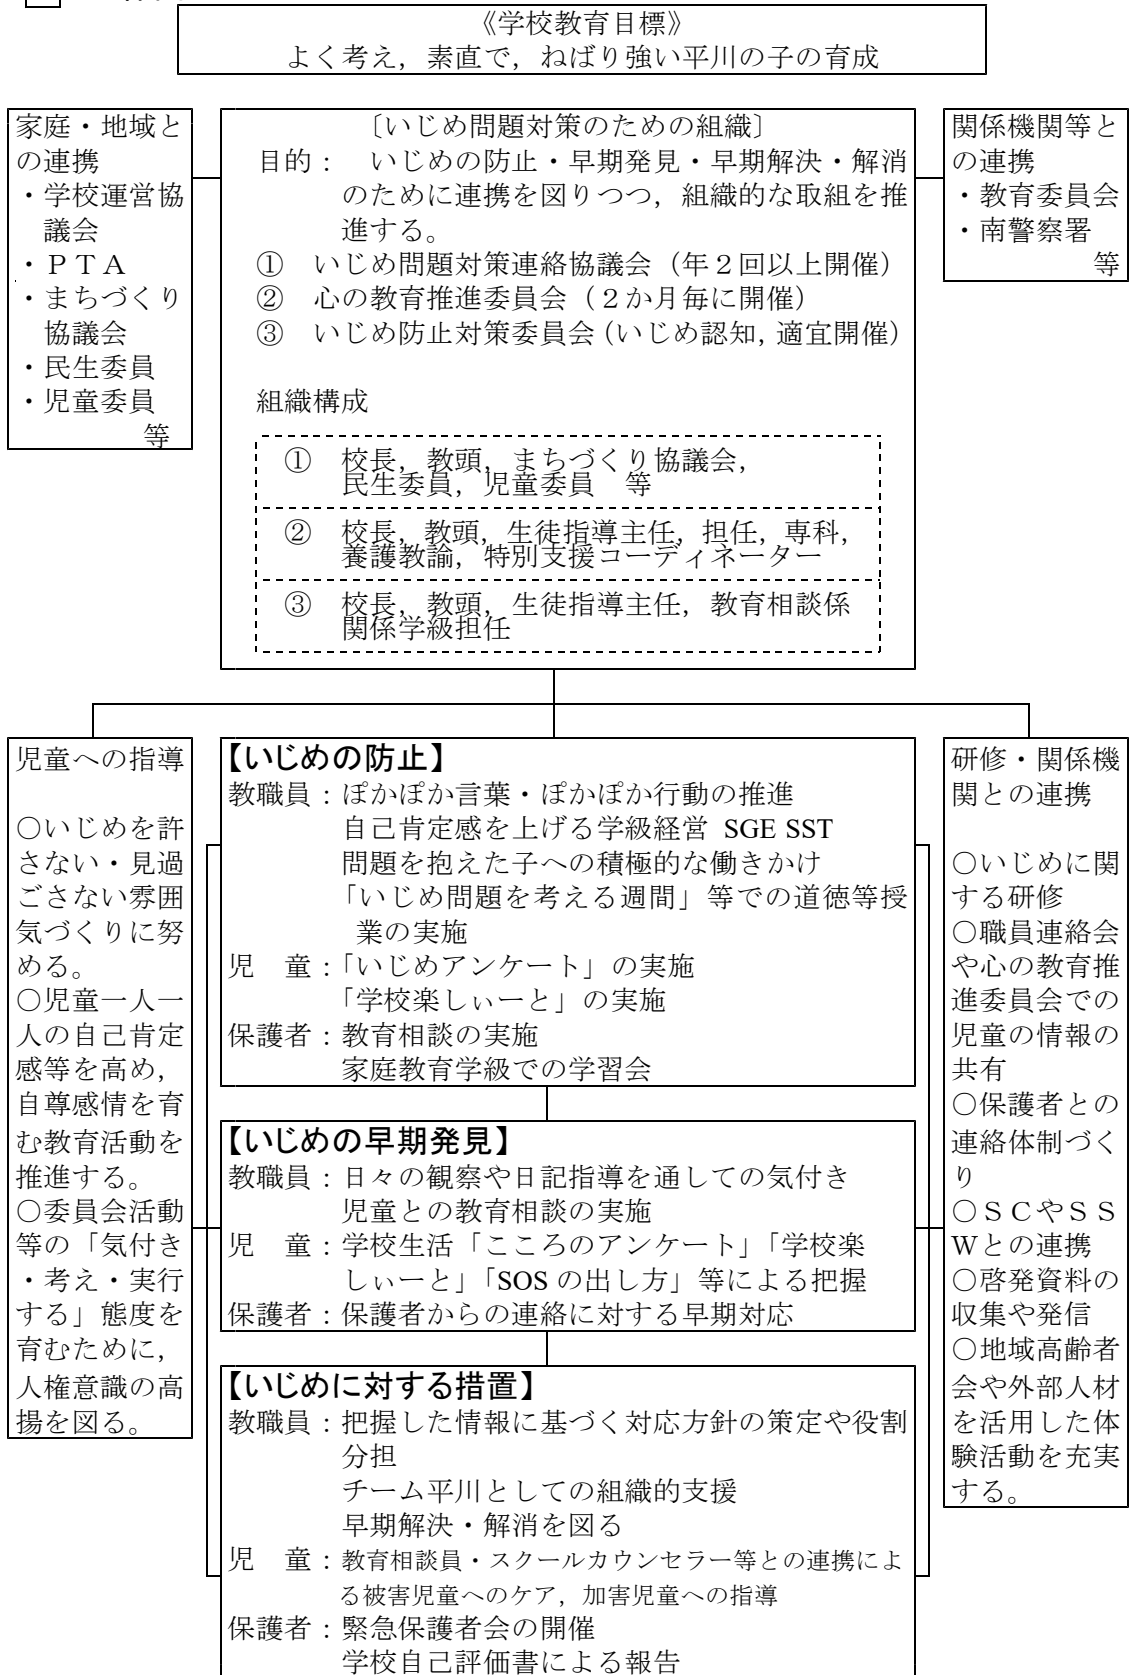 《学校教育目標》
よく考え，素直で，ねばり強い平川の子の育成
家庭・地域と
の連携
・学校運営協
議会
・ＰＴＡ
・まちづくり
協議会
・民生委員
・児童委員
等
〔いじめ問題対策のための組織〕
目的： いじめの防止・早期発見・早期解決・解消
のために連携を図りつつ，組織的な取組を推
進する。
① いじめ問題対策連絡協議会（年２回以上開催）
② 心の教育推進委員会（２か月毎に開催）
③ いじめ防止対策委員会（いじめ認知，適宜開催）
組織構成
① 校長，教頭，まちづくり協議会，
民生委員，児童委員 等
② 校長，教頭，生徒指導主任，担任，専科，
養護教諭，特別支援コーディネーター
③ 校長，教頭，生徒指導主任，教育相談係
関係学級担任
関係機関等と
の連携
・教育委員会
・南警察署
等
児童への指導
○いじめを許
さない・見過
ごさない雰囲
気づくりに努
める。
○児童一人一
人の自己肯定
感等を高め，
自尊感情を育
む教育活動を
推進する。
○委員会活動
等の「気付き
・考え・実行
する」態度を
育むために，
人権意識の高
揚を図る。
【いじめの防止】
教職員：ぽかぽか言葉・ぽかぽか行動の推進
自己肯定感を上げる学級経営 SGE SST
問題を抱えた子への積極的な働きかけ
「いじめ問題を考える週間」等での道徳等授
業の実施
児　童：「いじめアンケート」の実施
「学校楽しぃーと」の実施
保護者：教育相談の実施
家庭教育学級での学習会
【いじめの早期発見】
教職員：日々の観察や日記指導を通しての気付き
児童との教育相談の実施
児　童：学校生活「こころのアンケート」「学校楽
しぃーと」「SOS の出し方」等による把握
保護者：保護者からの連絡に対する早期対応
【いじめに対する措置】
教職員：把握した情報に基づく対応方針の策定や役割
分担
チーム平川としての組織的支援
早期解決・解消を図る
児　童：教育相談員・スクールカウンセラー等との連携によ
る被害児童へのケア，加害児童への指導
保護者：緊急保護者会の開催
学校自己評価書による報告
研修・関係機
関との連携
○いじめに関
する研修
○職員連絡会
や心の教育推
進委員会での
児童の情報の
共有
○保護者との
連絡体制づく
り
○ＳＣやＳＳ
Ｗとの連携
○啓発資料の
収集や発信
○地域高齢者
会や外部人材
を活用した体
験活動を充実
する。